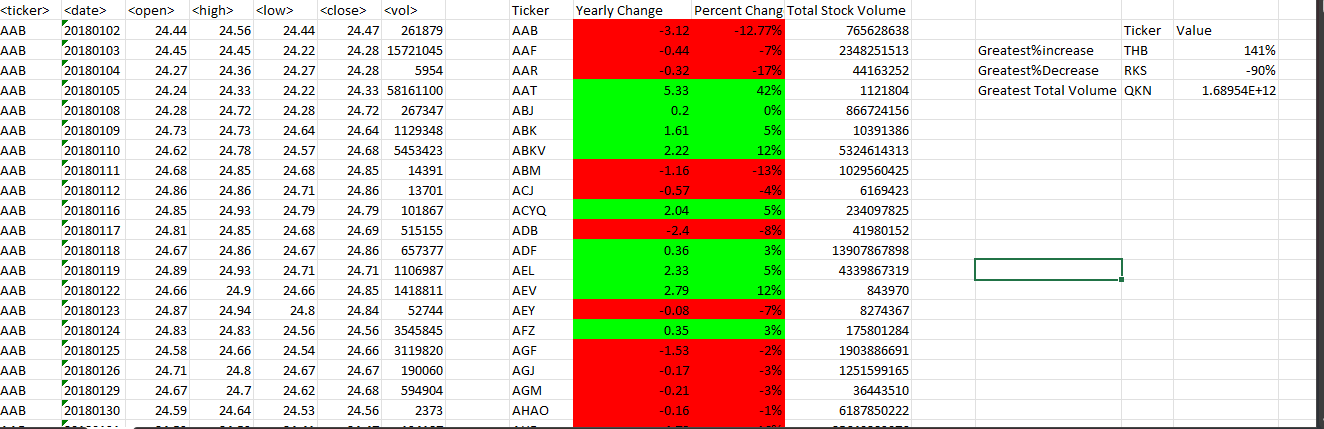 <ticker> <date> <open> <high> <low> <close> <vol> Ticker Yearly Change Percent Chang Total Stock Volume
AAB 20180102 24.44 24.56 24.44 24.47 261879 AAB -3.12 -12.77% 765628638 Ticker Value
AAB 20180103 24.45 24.45 24.22 24.28 15721045 AAF -0.44 -7% 2348251513 Greatest%increase THB 141%
AAB 20180104 24.27 24.36 24.27 24.28 5954 AAR -0.32 -17% 44163252 Greatest%Decrease RKS -90%
AAB 20180105 24.24 24.33 24.22 24.33 58161100 AAT 5.33 42% 1121804 Greatest Total Volume QKN 1.68954E+12
AAB 20180108 24.28 24.72 24.28 24.72 267347 ABJ 0.2 0% 866724156
AAB 20180109 24.73 24.73 24.64 24.64 1129348 ABK 1.61 5% 10391386
AAB 20180110 24.62 24.78 24.57 24.68 5453423 ABKV 2.22 12% 5324614313
AAB 20180111 24.68 24.85 24.68 24.85 14391 ABM -1.16 -13% 1029560425
AAB 20180112 24.86 24.86 24.71 24.86 13701 ACJ -0.57 -4% 6169423
AAB 20180116 24.85 24.93 24.79 24.79 101867 ACYQ 2.04 5% 234097825
AAB 20180117 24.81 24.85 24.68 24.69 515155 ADB -2.4 -8% 41980152
AAB 20180118 24.67 24.86 24.67 24.86 657377 ADF 0.36 3% 13907867898
AAB 20180119 24.89 24.93 24.71 24.71 1106987 AEL 2.33 5% 4339867319
AAB 20180122 24.66 24.9 24.66 24.85 1418811 AEV 2.79 12% 843970
AAB 20180123 24.87 24.94 24.8 24.84 52744 AEY -0.08 -7% 8274367
AAB 20180124 24.83 24.83 24.56 24.56 3545845 AFZ 0.35 3% 175801284
AAB 20180125 24.58 24.66 24.54 24.66 3119820 AGF -1.53 -2% 1903886691
AAB 20180126 24.71 24.8 24.67 24.67 190060 AGJ -0.17 -3% 1251599165
AAB 20180129 24.67 24.7 24.62 24.68 594904 AGM -0.21 -3% 36443510
AAB 20180130 24.59 24.64 24.53 24.56 2373 AHAO -0.16 -1% 6187850222